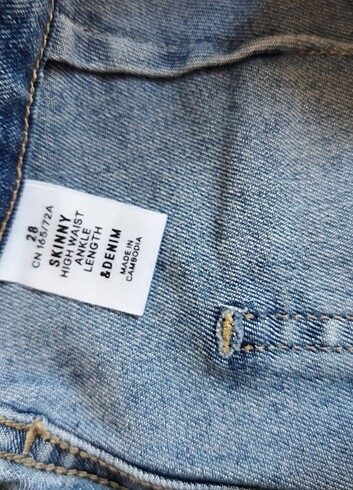 28
CN 165/72A
SKINNY
HIGH WAIST
ANKLE
LENGTH
&DENIM
MADE IN
CAMBODIA